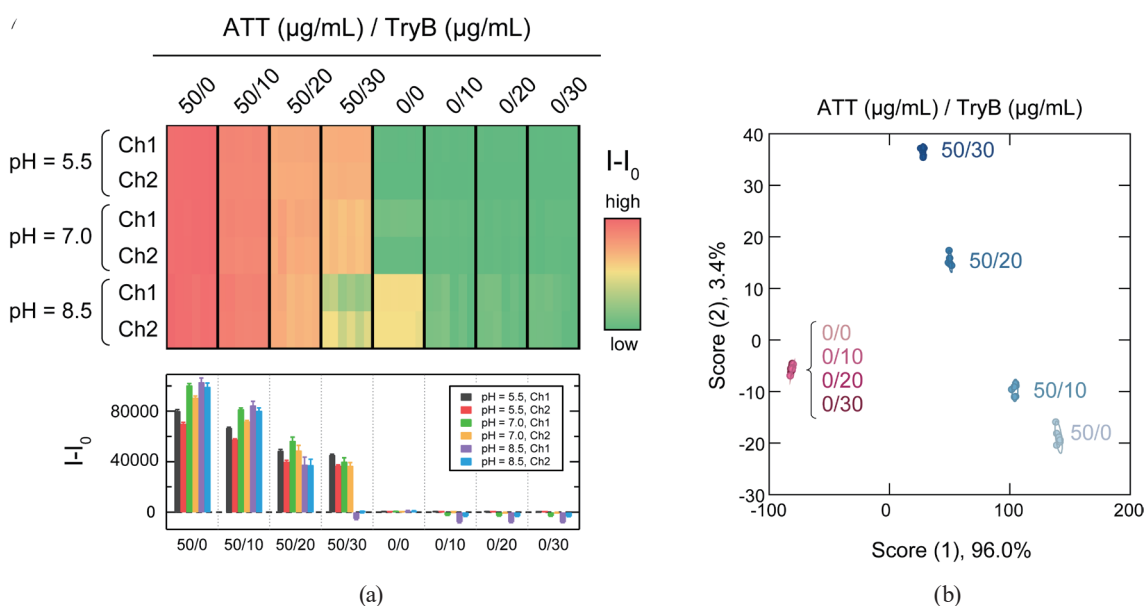 ATT (µg/mL) / TryB (µg/mL)
50/0 50/10 50/20 50/30 0/0 0/10 0/20 0/30
pH = 5.5
Ch1
Ch2
pH = 7.0
Ch1
Ch2
pH = 8.5
Ch1
Ch2
I-I0
high
low
80000
40000
0
I-I0
pH = 5.5, Ch1
pH = 5.5, Ch2
pH = 7.0, Ch1
pH = 7.0, Ch2
pH = 8.5, Ch1
pH = 8.5, Ch2
50/0 50/10 50/20 50/30 0/0 0/10 0/20 0/30
(a)
ATT (µg/mL) / TryB (µg/mL)
40
30
20
10
0
-10
-20
-30
Score (2), 3.4%
50/30
50/20
0/0
0/10
0/20
0/30
50/10
50/0
-100 0 100 200
Score (1), 96.0%
(b)